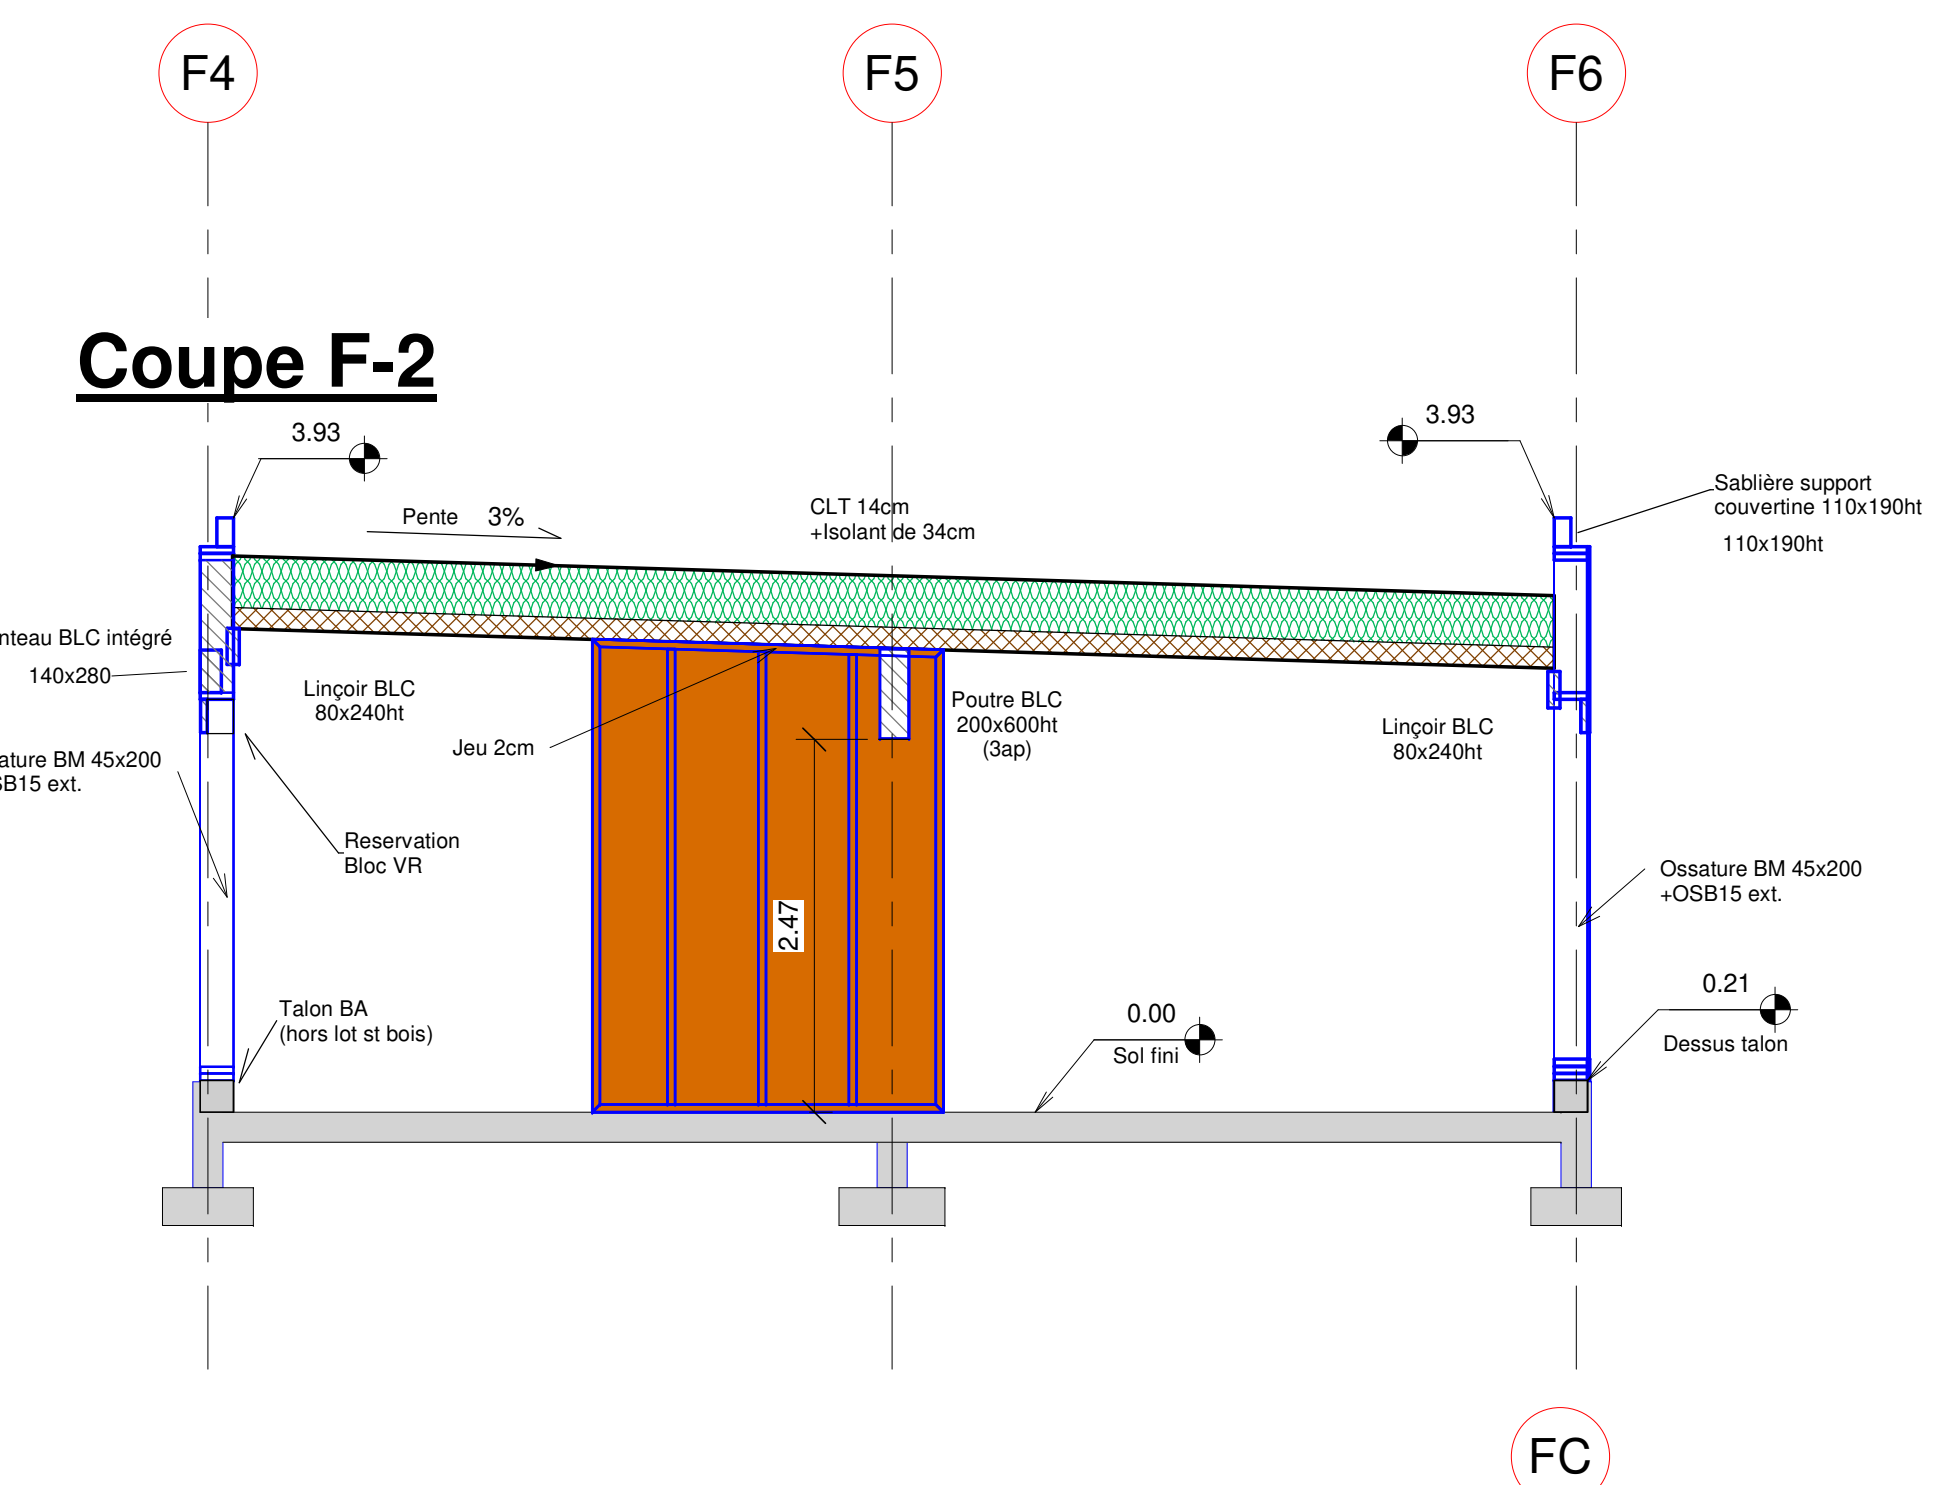 F4
F5
F6
Coupe F-2
3.93
3.93
Pente 3%
CLT 14cm
+Isolant de 34cm
Sablière support
couvertine 110x190ht
110x190ht
nteau BLC intégré
140x280
Linçoir BLC
80x240ht
Jeu 2cm
Poutre BLC
200x600ht
(3ap)
Linçoir BLC
80x240ht
ature BM 45x200
SB15 ext.
Reservation
Bloc VR
2.47
Ossature BM 45x200
+OSB15 ext.
Talon BA
(hors lot st bois)
0.00
Sol fini
0.21
Dessus talon
FC